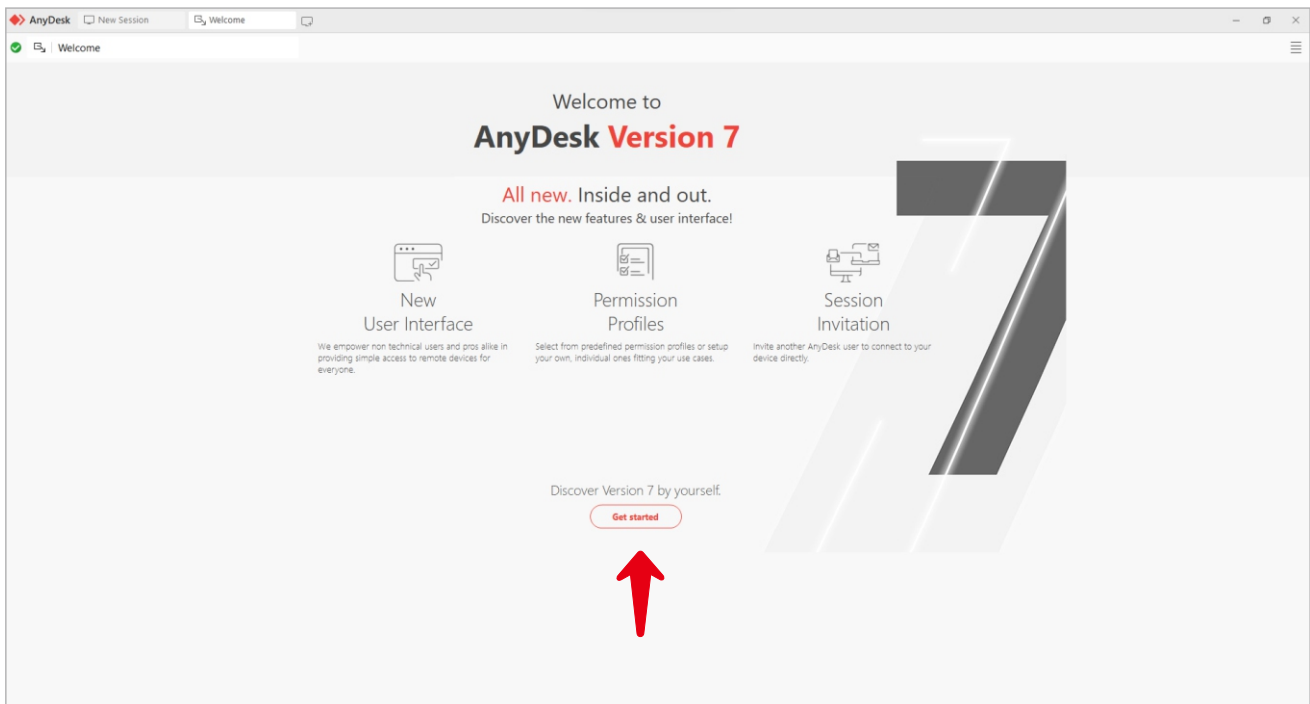 AnyDesk New Session Welcome
Welcome
Welcome to
AnyDesk Version 7
All new. Inside and out.
Discover the new features & user interface!
New
User Interface
We empower non technical users and pros alike in
providing simple access to remote devices for
everyone.
Permission
Profiles
Select from predefined permission profiles or setup
your own, individual ones fitting your use cases.
Session
Invitation
Invite another AnyDesk user to connect to your
device directly.
7
Discover Version 7 by yourself.
Get started